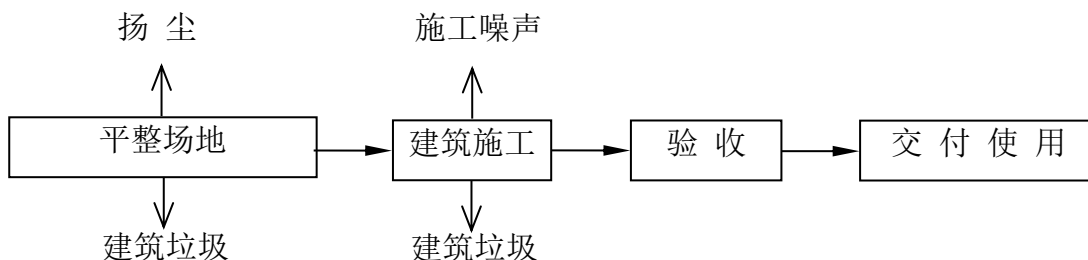 扬 尘
施工噪声
平整场地
建筑施工
验 收
交 付 使 用
建筑垃圾
建筑垃圾